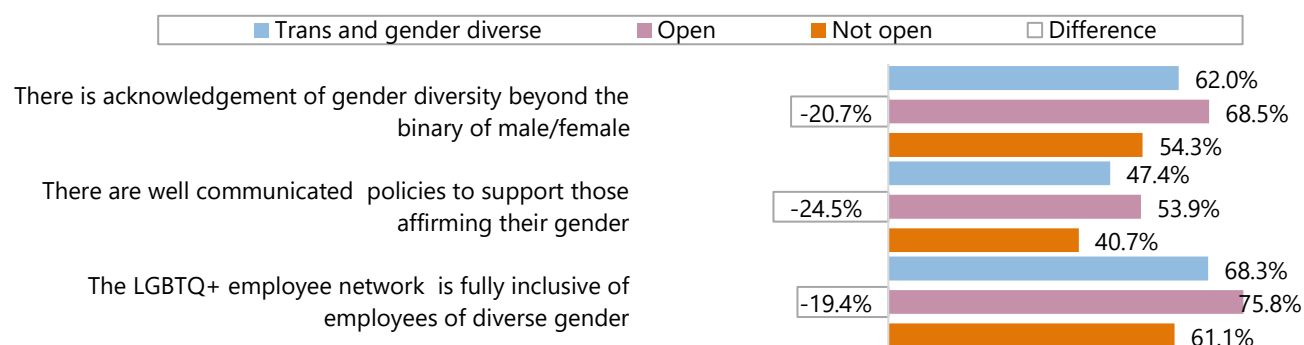 Trans and gender diverse Open Not open Difference
There is acknowledgement of gender diversity beyond the
binary of male/female
-20.7%
62.0%
68.5%
54.3%
There are well communicated policies to support those
affirming their gender
-24.5%
47.4%
53.9%
40.7%
The LGBTQ+ employee network is fully inclusive of
employees of diverse gender
-19.4%
68.3%
75.8%
61.1%